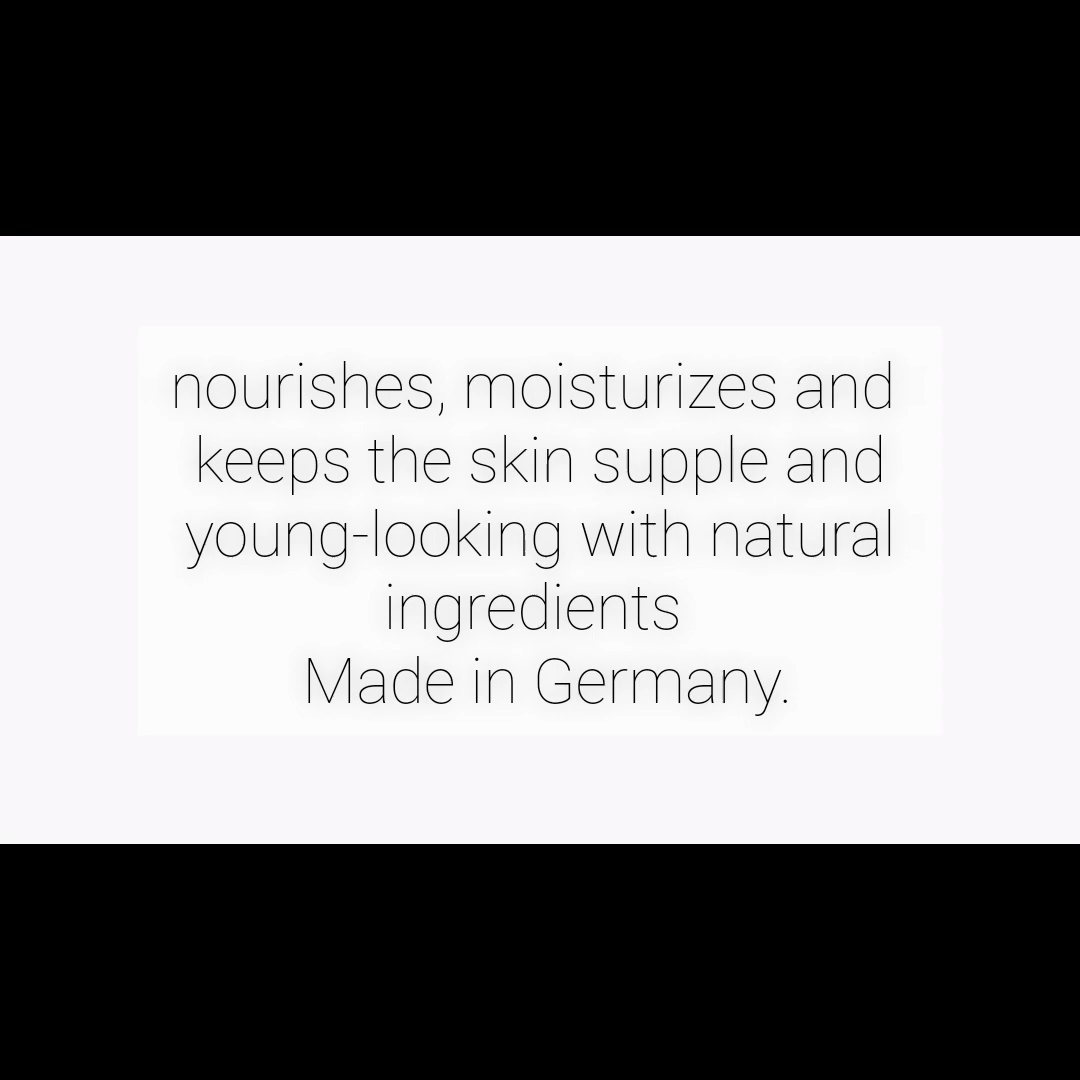 nourishes, moisturizes and
keeps the skin supple and
young-looking with natural
ingredients
Made in Germany.